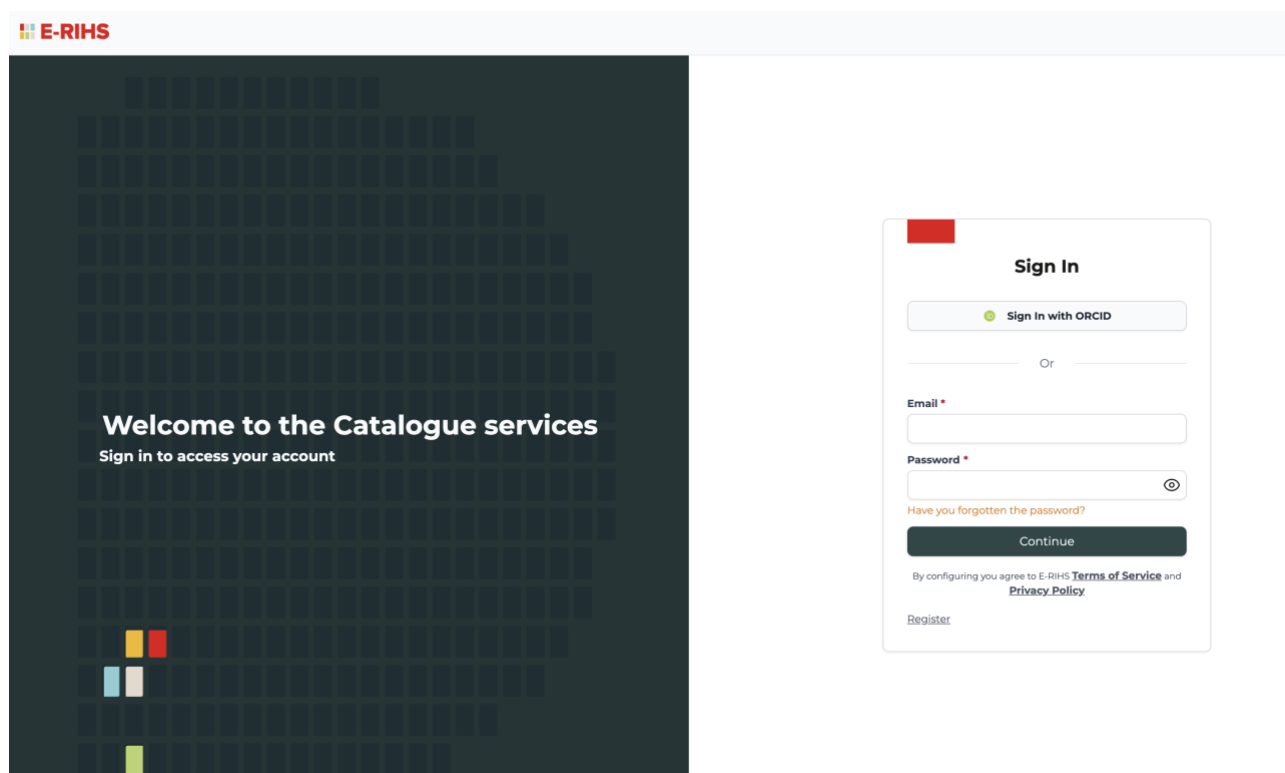 E-RIHS
Welcome to the Catalogue services
Sign in to access your account
Sign In
iD Sign In with ORCID
Or
Email *
Password *
Have you forgotten the password?
Continue
By configuring you agree to E-RIHS Terms of Service and
Privacy Policy
Register